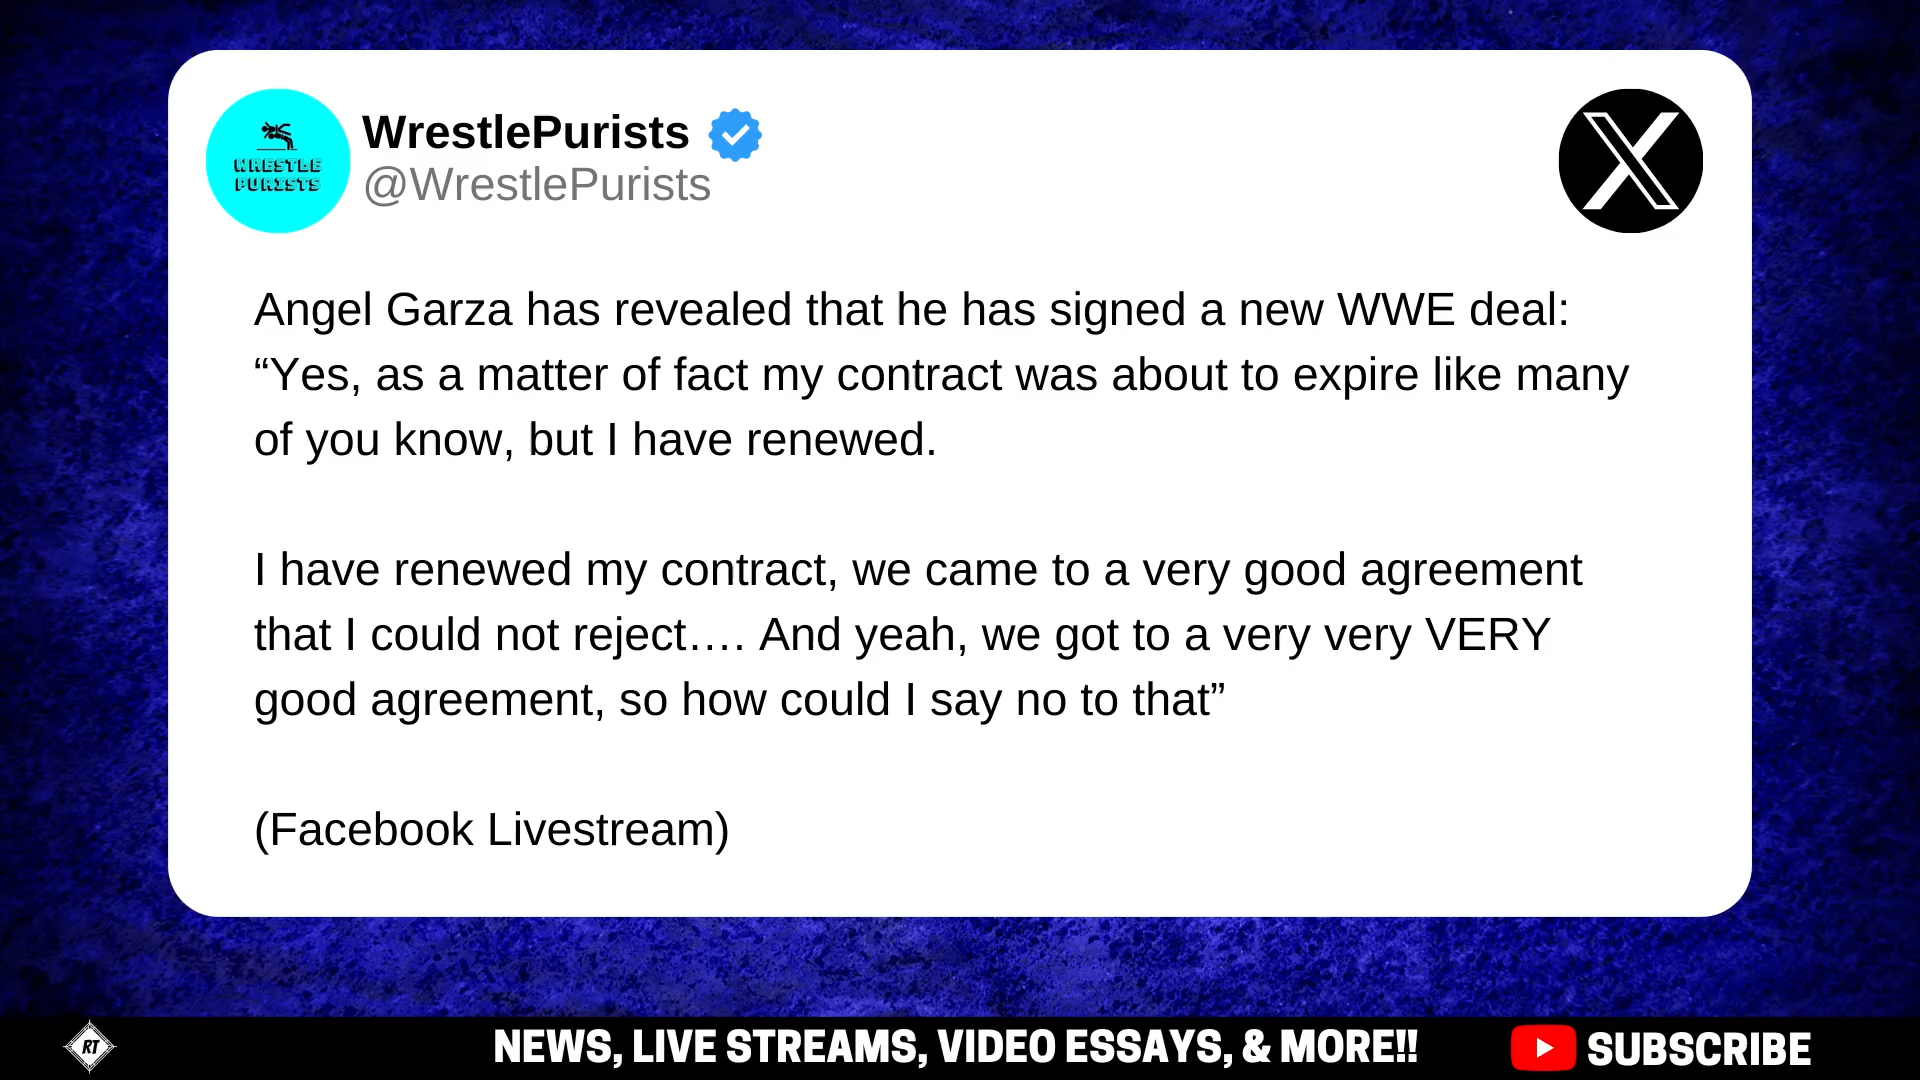 WrestlePurists
@WrestlePurists
WRESTLE
PURISTS
Angel Garza has revealed that he has signed a new WWE deal:
“Yes, as a matter of fact my contract was about to expire like many
of you know, but I have renewed.
I have renewed my contract, we came to a very good agreement
that I could not reject…. And yeah, we got to a very very VERY
good agreement, so how could I say no to that”
(Facebook Livestream)
RT
NEWS, LIVE STREAMS, VIDEO ESSAYS, & MORE!!
SUBSCRIBE